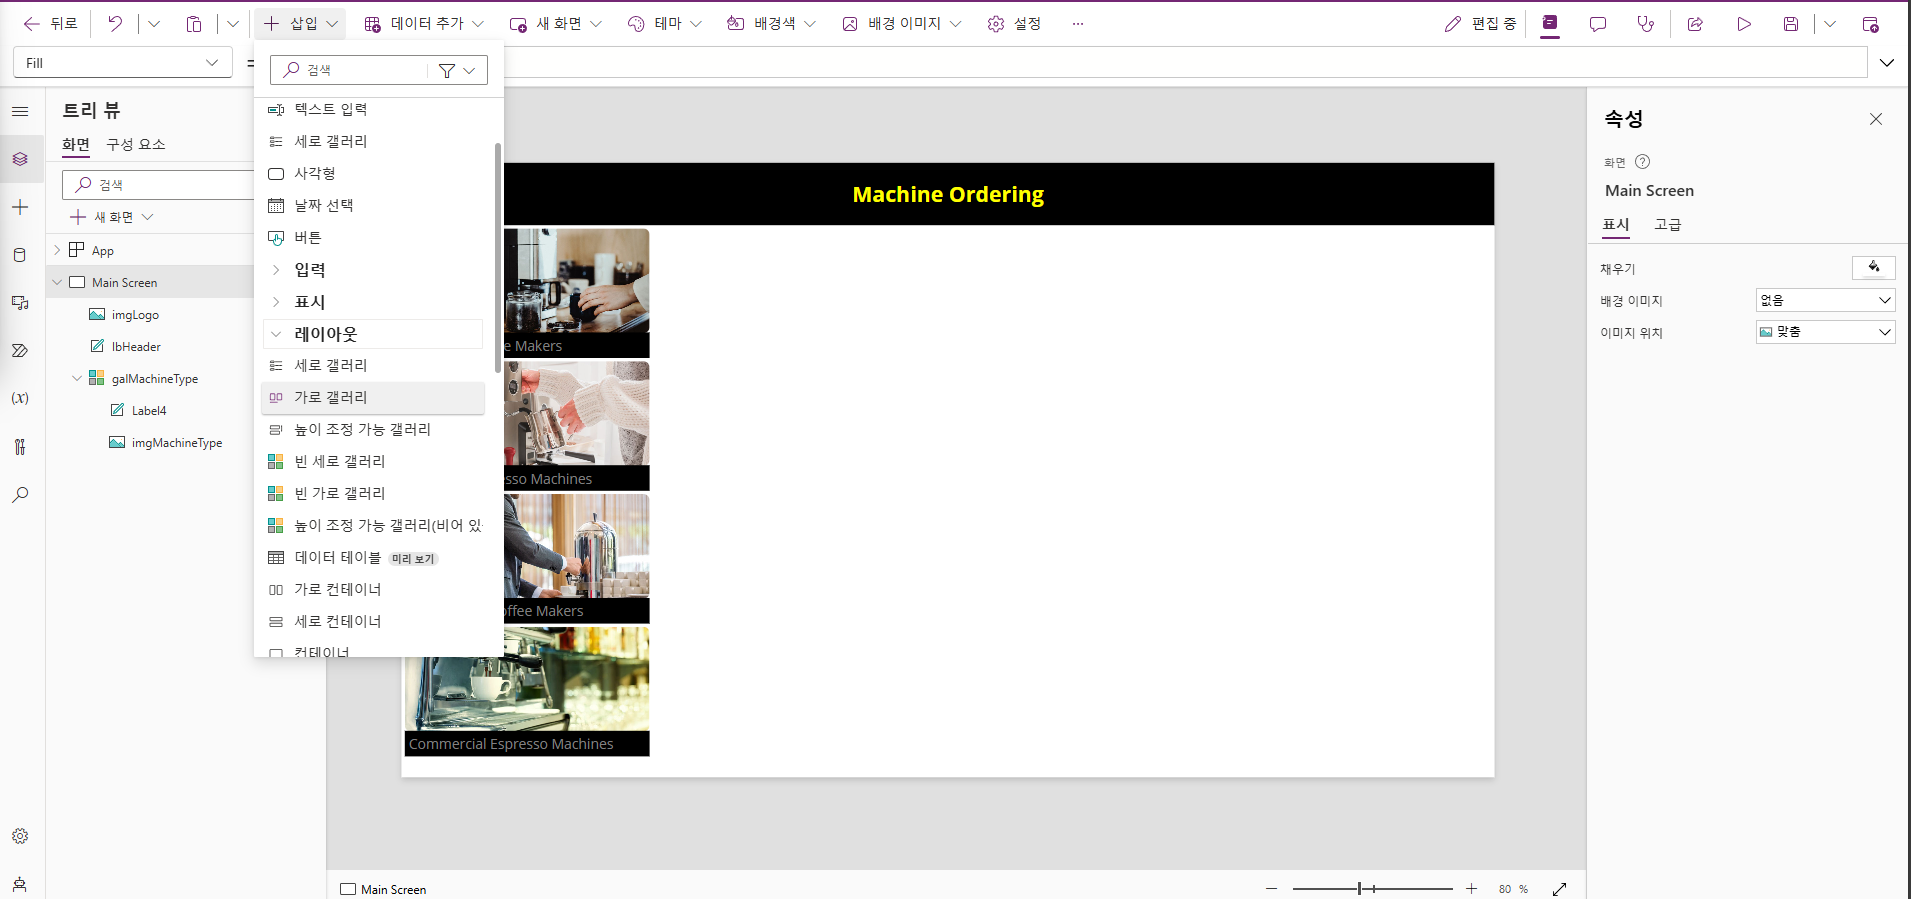 뒤로
삽입
데이터 추가
새 화면
테마
배경색
배경 이미지
설정
편집 중
Fill
=
트리 뷰
화면
구성 요소
검색
새 화면
App
Main Screen
imgLogo
lbHeader
galMachineType
Label4
imgMachineType
(x)
검색
텍스트 입력
세로 갤러리
사각형
날짜 선택
버튼
입력
표시
레이아웃
세로 갤러리
가로 갤러리
높이 조정 가능 갤러리
빈 세로 갤러리
빈 가로 갤러리
높이 조정 가능 갤러리(비어 있
데이터 테이블 미리 보기
가로 컨테이너
세로 컨테이너
컨테이너
Machine Ordering
e Makers
sso Machines
offee Makers
Commercial Espresso Machines
Main Screen
80 %
속성
화면
Main Screen
표시
고급
채우기
배경 이미지
없음
이미지 위치
맞춤